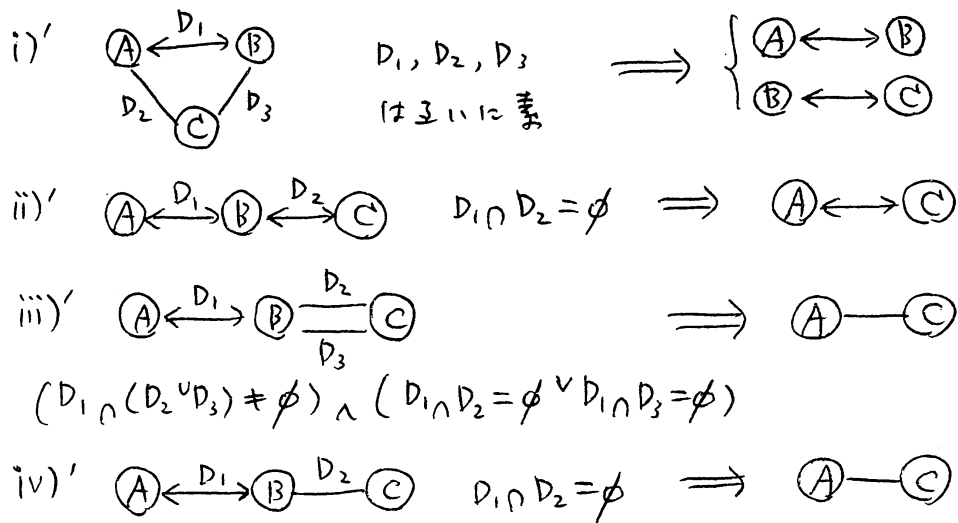 i)' A D₁ B D₂ D₃ C D₁, D₂, D₃ は互いに素 ⟹ { A ⟷ B B ⟷ C
ii)' A D₁ B D₂ C D₁∩D₂=∅ ⟹ A ⟷ C
iii)' A D₁ B D₂ D₃ C ⟹ A — C
(D₁∩(D₂∪D₃)≠∅)∧(D₁∩D₂=∅∨D₁∩D₃=∅)
iv)' A D₁ B D₂ C D₁∩D₂=∅ ⟹ A — C